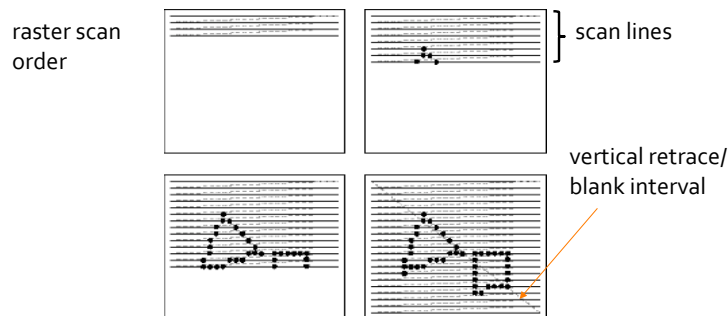 raster scan
order
scan lines
vertical retrace/
blank interval